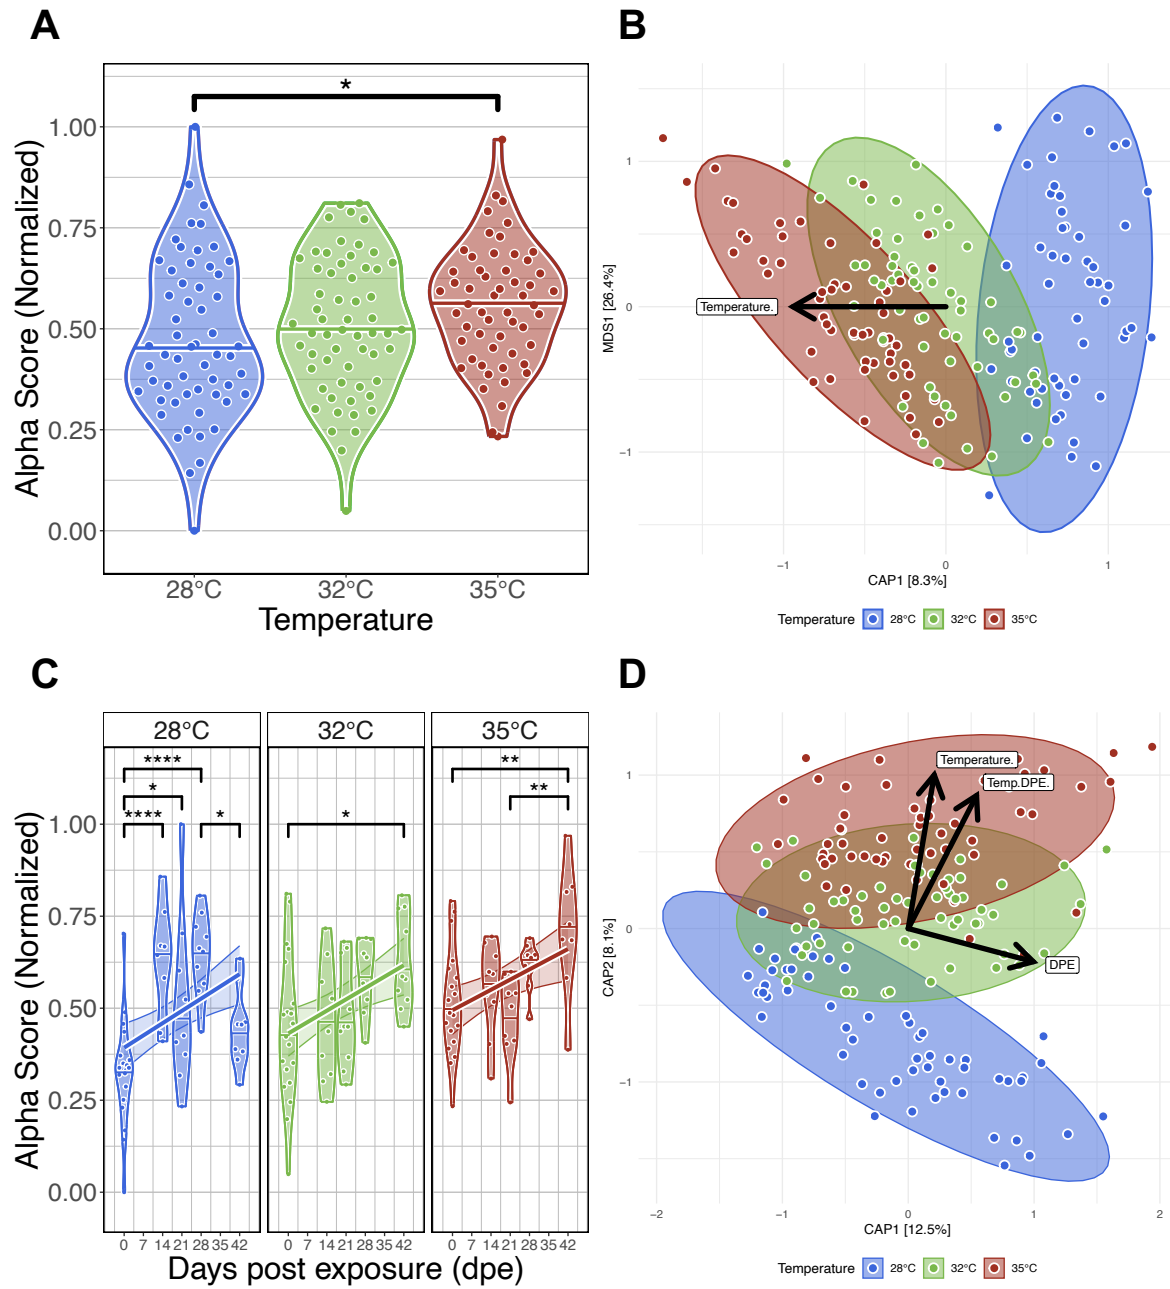 A
*
1.00
0.75
0.50
0.25
0.00
Alpha Score (Normalized)
28°C
32°C
35°C
Temperature
B
1
0
−1
MDS1 [26.4%]
Temperature.
−1
0
1
CAP1 [8.3%]
Temperature
28°C
32°C
35°C
C
28°C
32°C
35°C
****
*
****
*
*
**
**
1.00
0.75
0.50
0.25
0.00
Alpha Score (Normalized)
0 7 14 21 28 35 42
0 7 14 21 28 35 42
0 7 14 21 28 35 42
Days post exposure (dpe)
D
1
0
−1
CAP2 [8.1%]
Temperature.
Temp.DPE.
DPE
−2
−1
0
1
2
CAP1 [12.5%]
Temperature
28°C
32°C
35°C